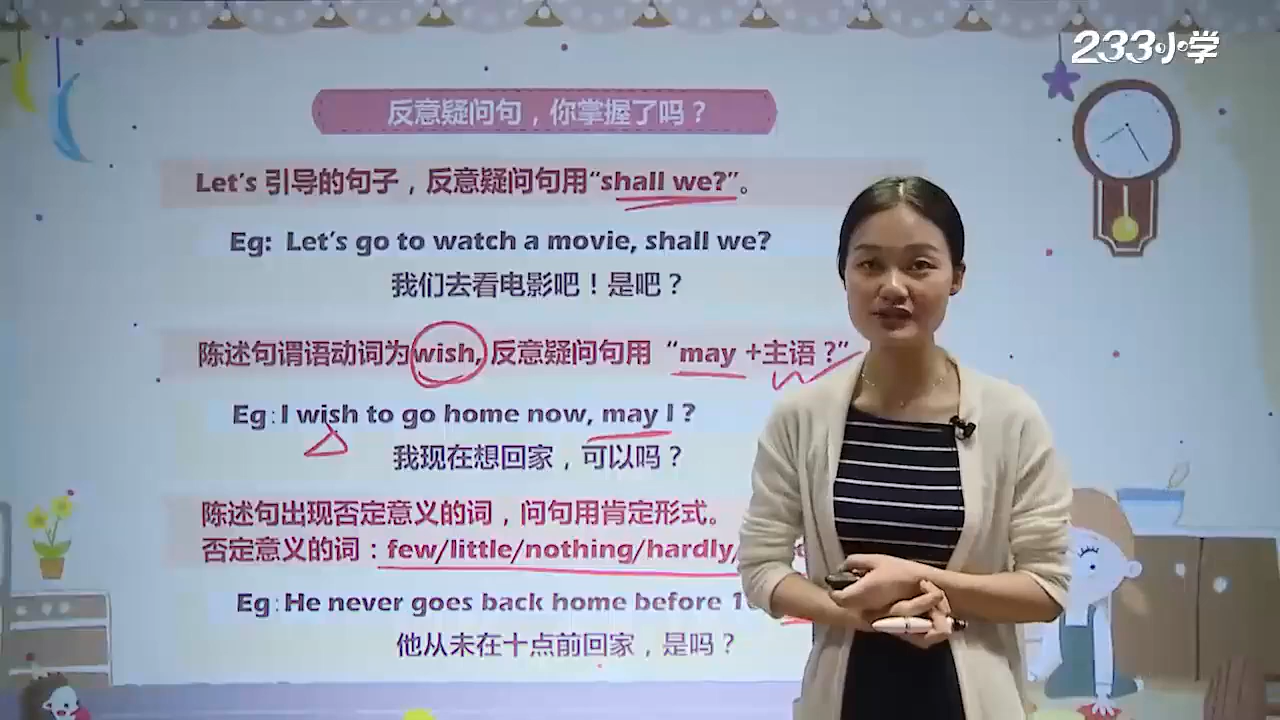 233小学
反意疑问句，你掌握了吗？
Let's 引导的句子，反意疑问句用“shall we?”。
Eg: Let's go to watch a movie, shall we?
我们去看电影吧！是吧？
陈述句谓语动词为wish, 反意疑问句用 “may +主语？”
Eg:I wish to go home now, may I ?
我现在想回家，可以吗？
陈述句出现否定意义的词，问句用肯定形式。
否定意义的词：few/little/nothing/hardly/
Eg:He never goes back home before
他从未在十点前回家，是吗？